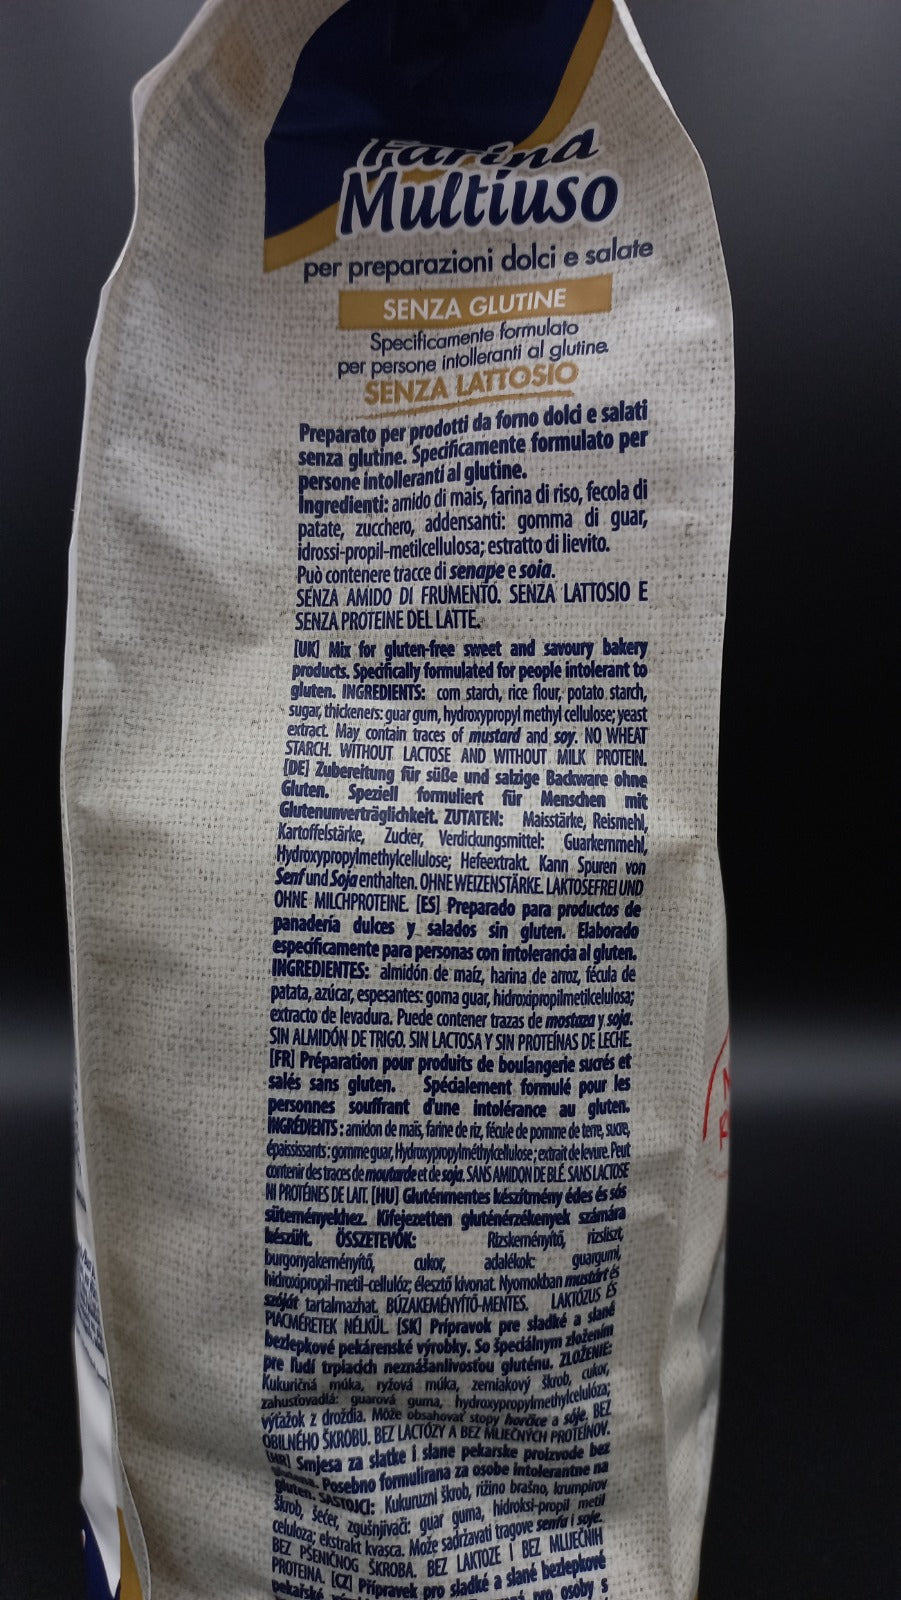 Farina
Multiuso
per preparazioni dolci e salate
SENZA GLUTINE
Specificamente formulato
per persone intolleranti al glutine.
SENZA LATTOSIO
Preparato per prodotti da forno dolci e salati
senza glutine. Specificamente formulato per
persone intolleranti al glutine.
Ingredienti: amido di mais, farina di riso, fecola di
patate, zucchero, addensanti: gomma di guar,
idrossi-propil-metilcellulosa; estratto di lievito.
Può contenere tracce di senape e soia.
SENZA AMIDO DI FRUMENTO. SENZA LATTOSIO E
SENZA PROTEINE DEL LATTE.
[UK] Mix for gluten-free sweet and savoury bakery
products. Specifically formulated for people intolerant to
gluten. INGREDIENTS: corn starch, rice flour, potato starch,
sugar, thickeners: guar gum, hydroxypropyl methyl cellulose; yeast
extract. May contain traces of mustard and soy. NO WHEAT
STARCH. WITHOUT LACTOSE AND WITHOUT MILK PROTEIN.
[DE] Zubereitung für süße und salzige Backware ohne
Gluten. Speziell formuliert für Menschen mit
Glutenunverträglichkeit. ZUTATEN: Maisstärke, Reismehl,
Kartoffelstärke, Zucker, Verdickungsmittel: Guarkernmehl,
Hydroxypropylmethylcellulose; Hefeextrakt. Kann Spuren von
Senf und Soja enthalten. OHNE WEIZENSTÄRKE. LAKTOSEFREI UND
OHNE MILCHPROTEINE. [ES] Preparado para productos de
panadería dulces y salados sin gluten. Elaborado
específicamente para personas con intolerancia al gluten.
INGREDIENTES: almidón de maíz, harina de arroz, fécula de
patata, azúcar, espesantes: goma guar, hidroxipropilmetilcelulosa;
extracto de levadura. Puede contener trazas de mostaza y soja.
SIN ALMIDÓN DE TRIGO. SIN LACTOSA Y SIN PROTEÍNAS DE LECHE.
[FR] Préparation pour produits de boulangerie sucrés et
salés sans gluten. Spécialement formulé pour les
personnes souffrant d'une intolérance au gluten.
INGRÉDIENTS : amidon de maïs, farine de riz, fécule de pomme de terre, sucre,
épaississants : gomme guar, Hydroxypropylméthylcellulose ; extrait de levure. Peut
contenir des traces de moutarde et de soja. SANS AMIDON DE BLÉ. SANS LACTOSE
NI PROTÉINES DE LAIT. [HU] Gluténmentes készítmény édes és sós
süteményekhez. Kifejezetten gluténérzékenyek számára
készült. ÖSSZETEVŐK: Rizskeményítő, rizsliszt,
burgonyakeményítő, cukor, adalékok: guargumi,
hidroxipropil-metil-cellulóz; élesztő kivonat. Nyomokban mustárt és
szóját tartalmazhat. BÚZAKEMÉNYÍTŐ-MENTES. LAKTÓZUS ÉS
PIACMÉRETEK NÉLKÜL. [SK] Prípravok pre sladké a slané
bezlepkové pekárenské výrobky. So špeciálnym zložením
pre ľudí trpiacich neznášanlivosťou gluténu. ZLOŽENIE:
Kukuričná múka, ryžová múka, zemiakový škrob, cukor,
zahusťovadlá: guarová guma, hydroxypropylmethylcelulóza;
výťažok z droždia. Môže obsahovať stopy horčice a sóje. BEZ
OBILNÉHO ŠKROBU. BEZ LACTÓZY A BEZ MLIEČNYCH PROTEÍNOV.
[HR] Smjesa za slatke i slane pekarske proizvode bez
glutena. Posebno formulirana za osobe intolerantne na
gluten. SASTOJCI: Kukuruzni škrob, rižino brašno, krumpirov
škrob, šećer, zgušnjivači: guar guma, hidroksi-propil metil
celuloza; ekstrakt kvasca. Može sadržavati tragove senfa i soje.
BEZ PŠENIČNOG ŠKROBA. BEZ LAKTOZE I BEZ MLIJEČNIH
PROTEINA. [CZ] Přípravek pro sladké a slané bezlepkové
pekařské pro osoby s